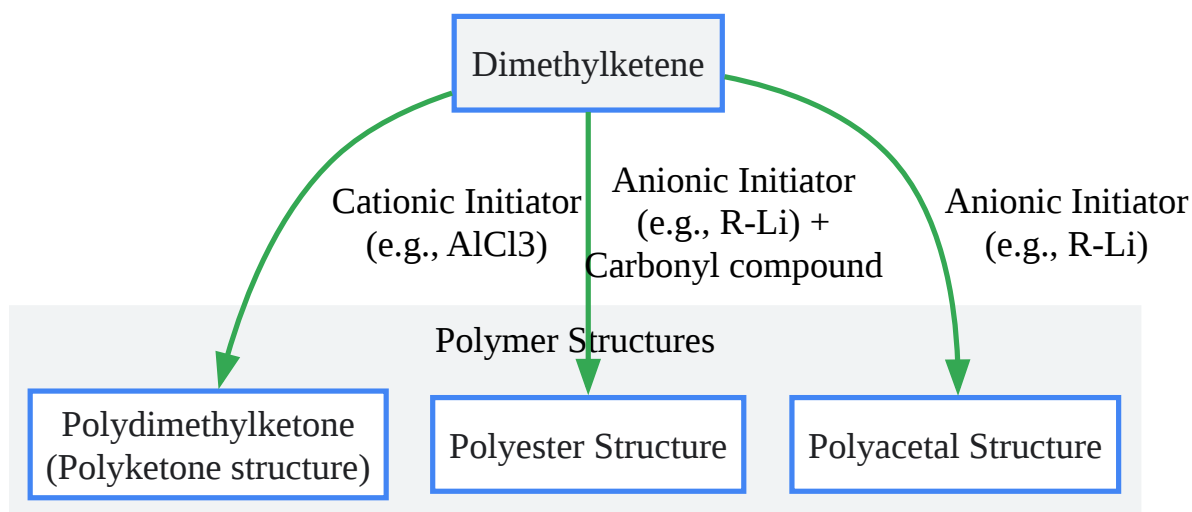 Dimethylketene
Cationic Initiator
(e.g., AlCl3)
Anionic Initiator
(e.g., R-Li) +
Carbonyl compound
Anionic Initiator
(e.g., R-Li)
Polymer Structures
Polydimethylketone
(Polyketone structure)
Polyester Structure
Polyacetal Structure